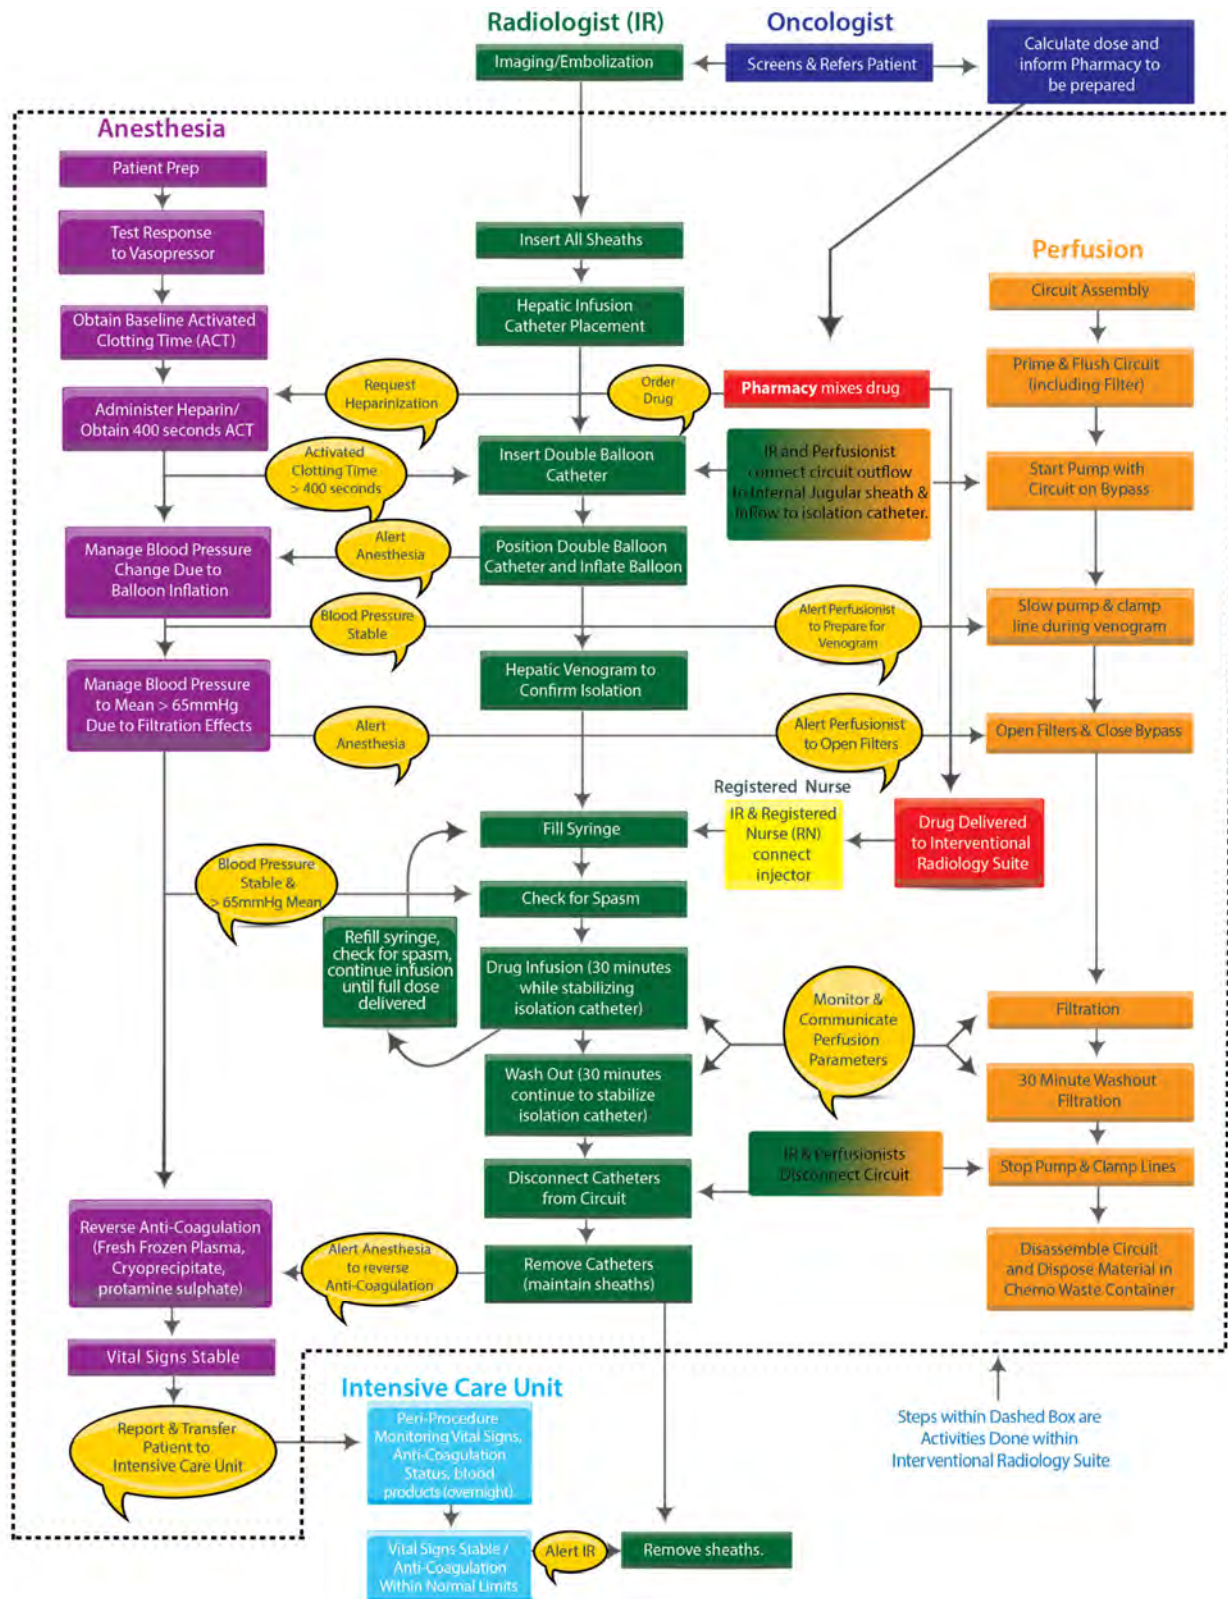 Radiologist (IR)
Oncologist
Imaging/Embolization
Screens & Refers Patient
Calculate dose and
inform Pharmacy to
be prepared
Anesthesia
Patient Prep
Test Response
to Vasopressor
Insert All Sheaths
Perfusion
Circuit Assembly
Obtain Baseline Activated
Clotting Time (ACT)
Hepatic Infusion
Catheter Placement
Prime & Flush Circuit
(including Filter)
Request
Heparinization
Order
Drug
Pharmacy mixes drug
Administer Heparin/
Obtain 400 seconds ACT
Activated
Clotting Time
> 400 seconds
Insert Double Balloon
Catheter
IR and Perfusionist
connect circuit outflow
to Internal Jugular sheath &
inflow to isolation catheter.
Start Pump with
Circuit on Bypass
Manage Blood Pressure
Change Due to
Balloon Inflation
Alert
Anesthesia
Position Double Balloon
Catheter and Inflate Balloon
Blood Pressure
Stable
Alert Perfusionist
to Prepare for
Venogram
Slow pump & clamp
line during venogram
Manage Blood Pressure
to Mean > 65mmHg
Due to Filtration Effects
Hepatic Venogram to
Confirm Isolation
Alert
Anesthesia
Alert Perfusionist
to Open Filters
Open Filters & Close Bypass
Registered Nurse
Fill Syringe
IR & Registered
Nurse (RN)
connect
injector
Drug Delivered
to Interventional
Radiology Suite
Blood Pressure
Stable &
> 65mmHg Mean
Check for Spasm
Refill syringe,
check for spasm,
continue infusion
until full dose
delivered
Drug Infusion (30 minutes
while stabilizing
isolation catheter)
Monitor &
Communicate
Perfusion
Parameters
Filtration
Wash Out (30 minutes
continue to stabilize
isolation catheter)
30 Minute Washout
Filtration
IR & Perfusionists
Disconnect Circuit
Stop Pump & Clamp Lines
Disconnect Catheters
from Circuit
Reverse Anti-Coagulation
(Fresh Frozen Plasma,
Cryoprecipitate,
protamine sulphate)
Alert Anesthesia
to reverse
Anti-Coagulation
Remove Catheters
(maintain sheaths)
Disassemble Circuit
and Dispose Material in
Chemo Waste Container
Vital Signs Stable
Intensive Care Unit
Report & Transfer
Patient to
Intensive Care Unit
Peri-Procedure
Monitoring Vital Signs,
Anti-Coagulation
Status, blood
products (overnight)
Steps within Dashed Box are
Activities Done within
Interventional Radiology Suite
Vital Signs Stable /
Anti-Coagulation
Within Normal Limits
Alert IR
Remove sheaths.